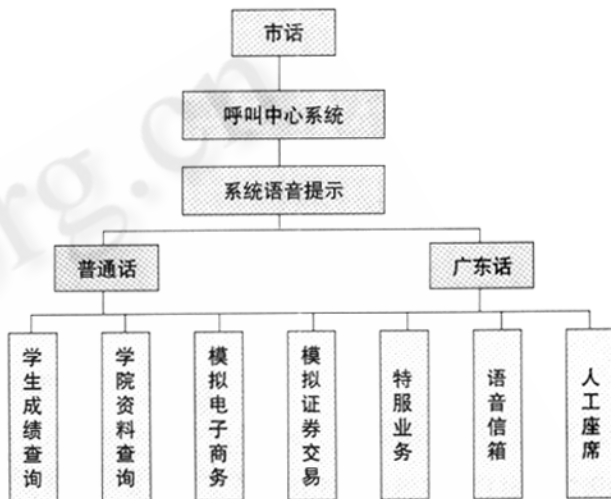 市话
呼叫中心系统
系统语音提示
普通话
广东话
学生成绩查询
学院资料查询
模拟电子商务
模拟证券交易
特服业务
语音信箱
人工座席
org.cn